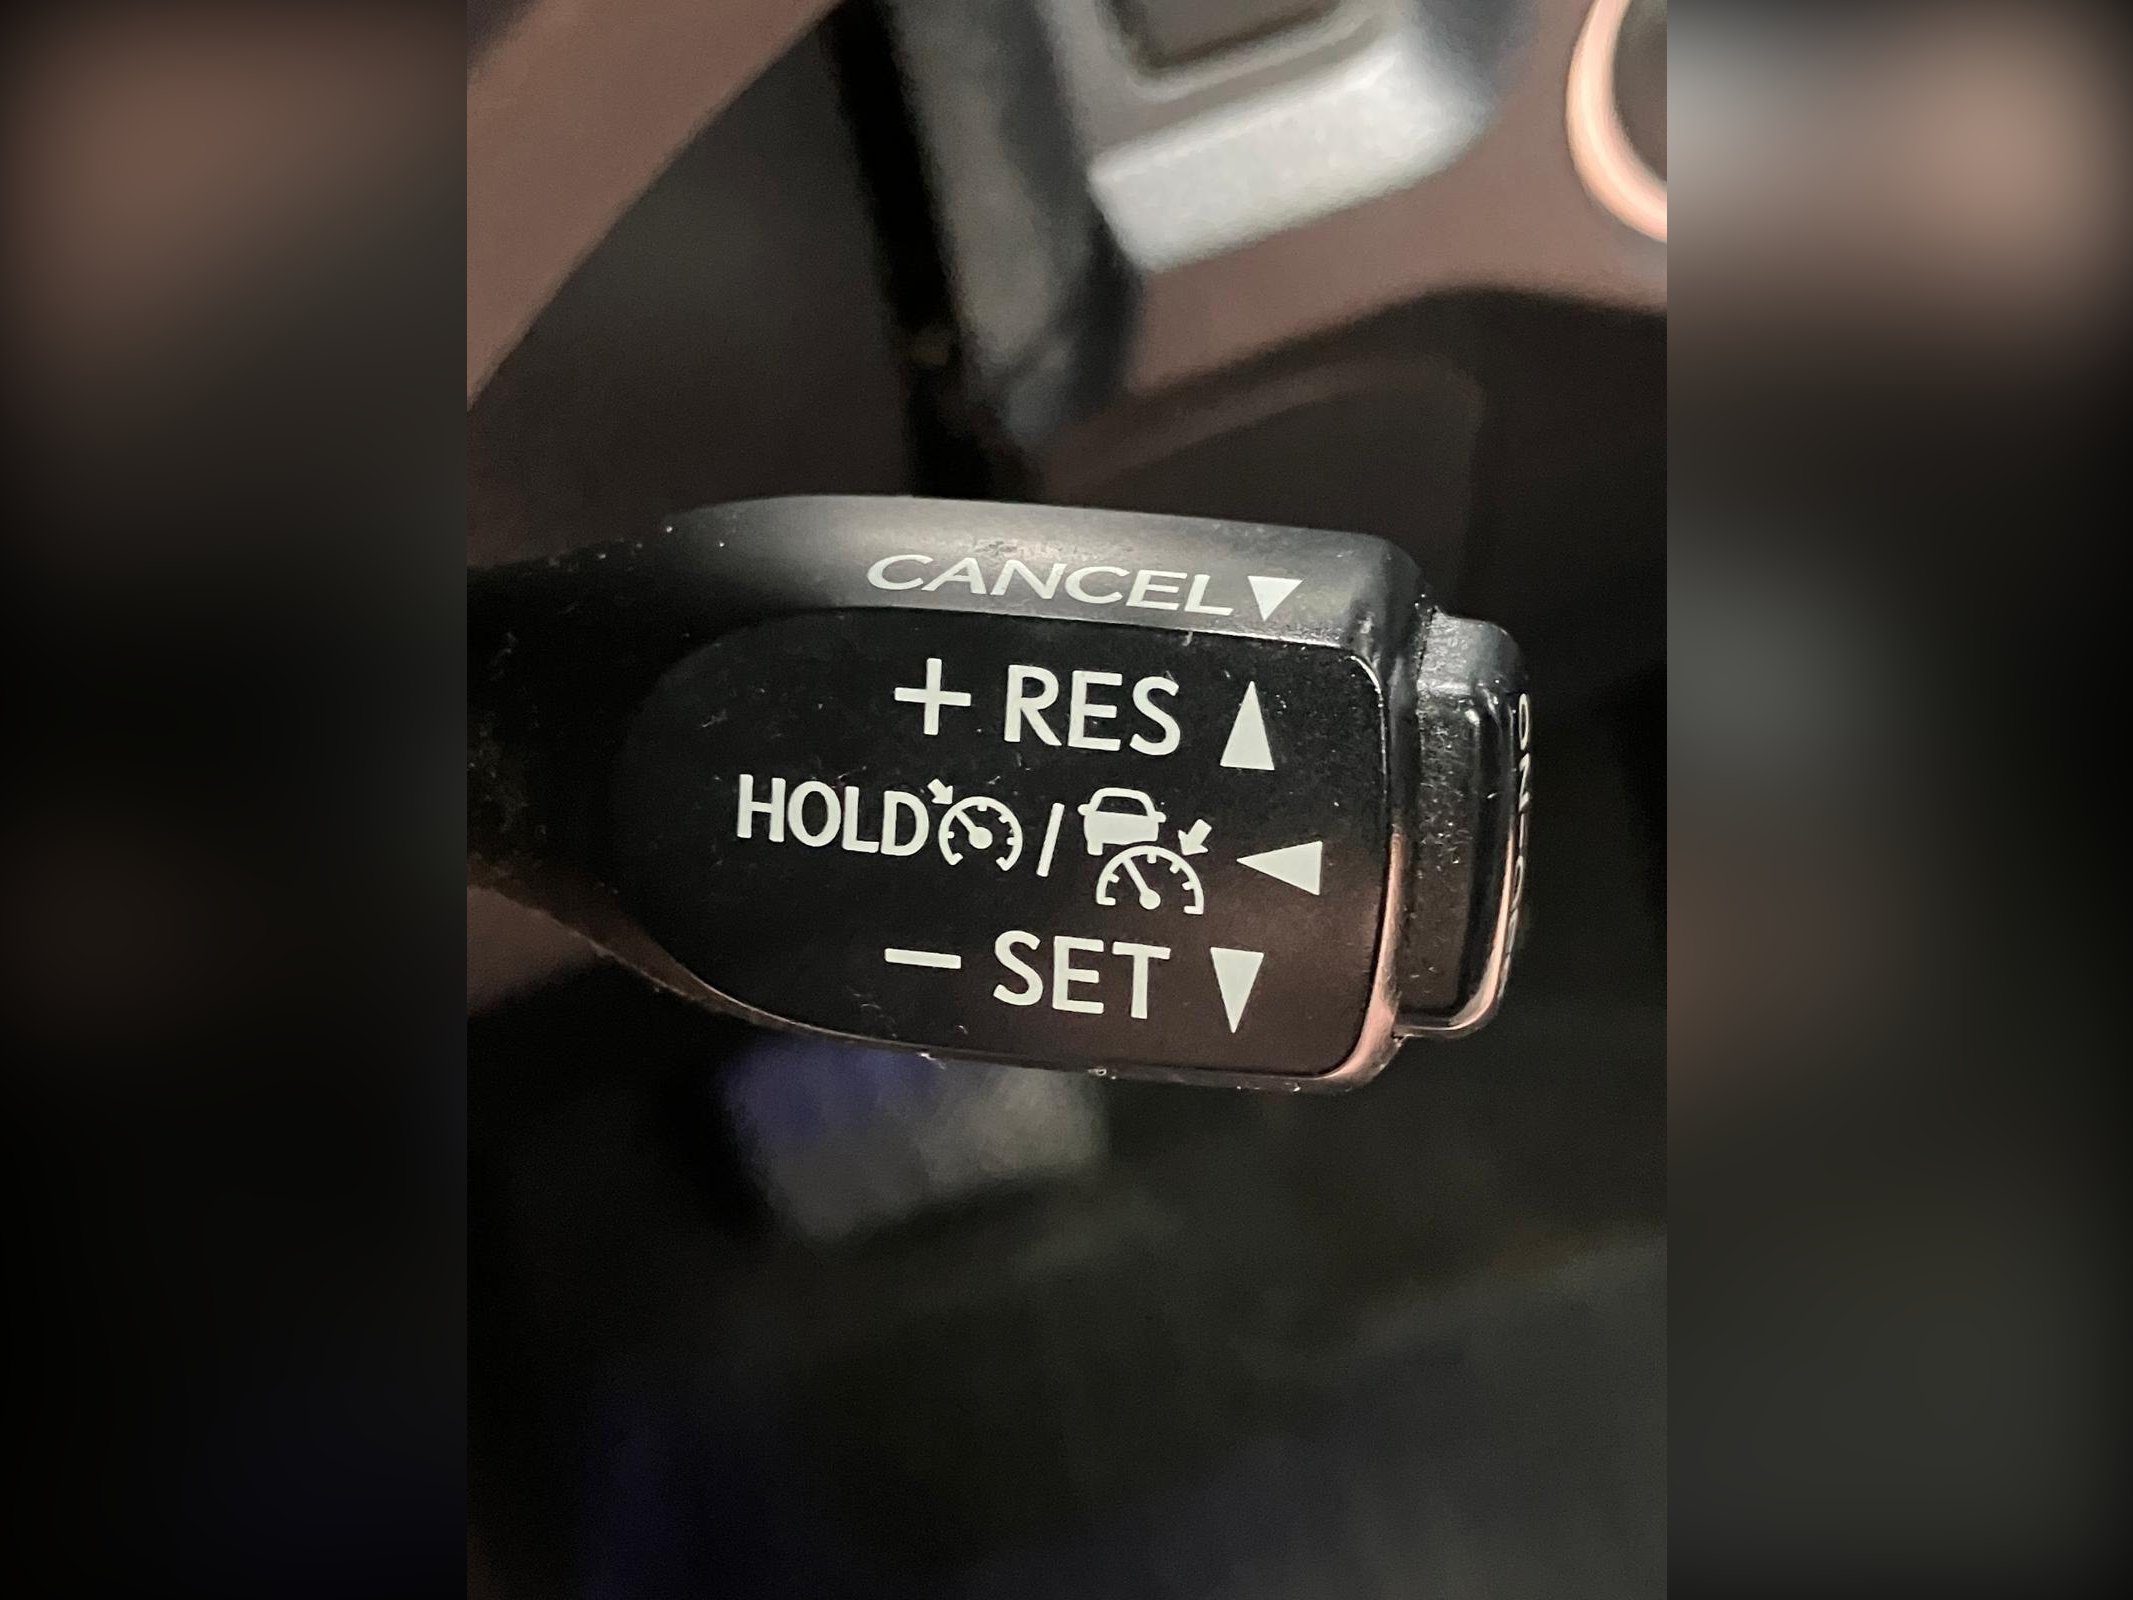 CANCEL
+ RES
HOLD /
− SET